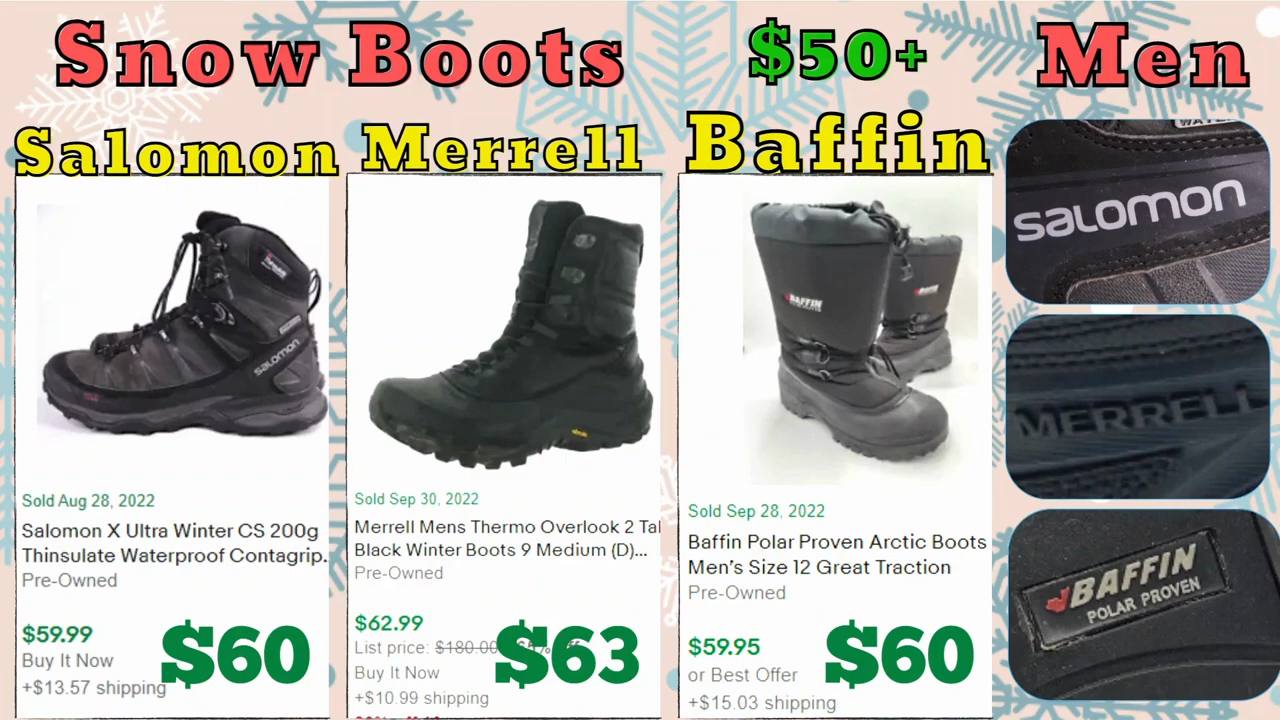 Snow Boots
$50+
Men
Salomon
Merrell
Baffin
SALOMON
Sold Aug 28, 2022
Salomon X Ultra Winter CS 200g
Thinsulate Waterproof Contagrip.
Pre-Owned
$59.99
Buy It Now
+$13.57 shipping
$60
Sold Sep 30, 2022
Merrell Mens Thermo Overlook 2 Tal
Black Winter Boots 9 Medium (D)...
Pre-Owned
$62.99
List price: $180.00
Buy It Now
+$10.99 shipping
$63
BAFFIN
BAFFIN
Sold Sep 28, 2022
Baffin Polar Proven Arctic Boots
Men's Size 12 Great Traction
Pre-Owned
$59.95
or Best Offer
+$15.03 shipping
$60
SALOMON
MERRELL
BAFFIN
POLAR PROVEN